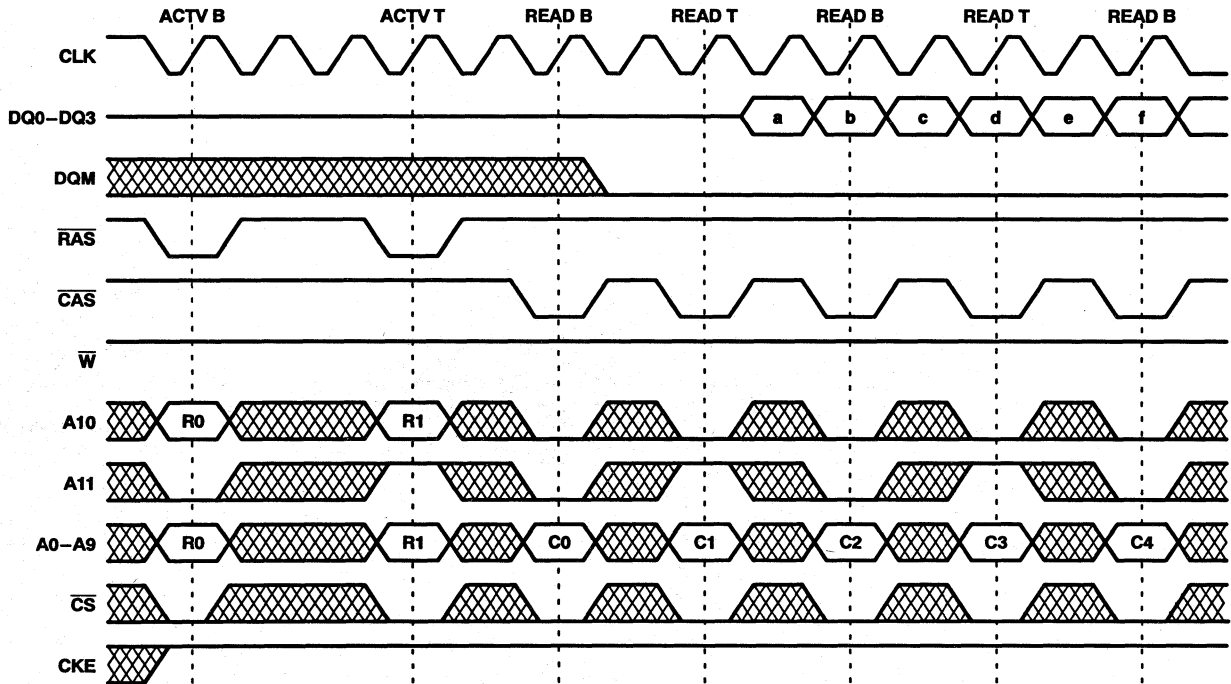 ACTV B ACTV T READ B READ T READ B READ T READ B
CLK
DQ0–DQ3 a b c d e f
DQM
RAS
CAS
W
A10 R0 R1
A11
A0–A9 R0 R1 C0 C1 C2 C3 C4
CS
CKE